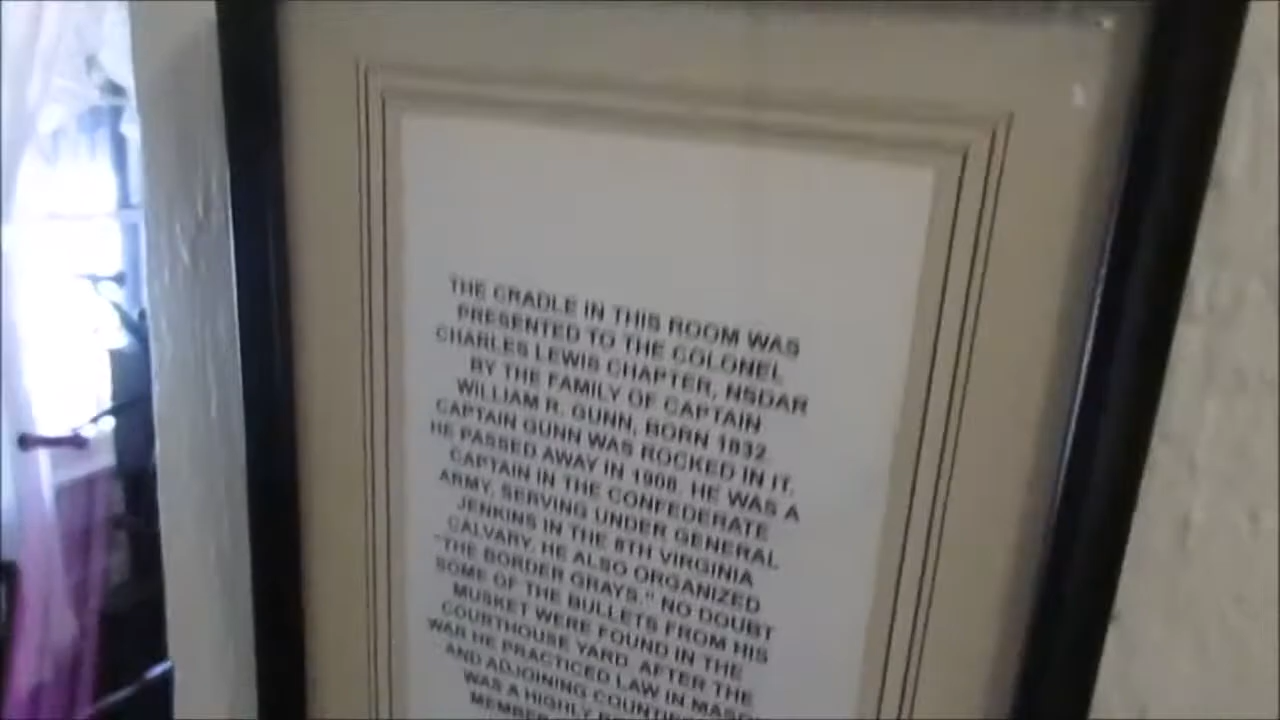 THE CRADLE IN THIS ROOM WAS
PRESENTED TO THE COLONEL
CHARLES LEWIS CHAPTER, NSDAR
BY THE FAMILY OF CAPTAIN
WILLIAM R. GUNN, BORN 1832.
CAPTAIN GUNN WAS ROCKED IN IT.
HE PASSED AWAY IN 1908. HE WAS A
CAPTAIN IN THE CONFEDERATE
ARMY, SERVING UNDER GENERAL
JENKINS IN THE 8TH VIRGINIA
CALVARY. HE ALSO ORGANIZED
"THE BORDER GRAYS." NO DOUBT
SOME OF THE BULLETS FROM HIS
MUSKET WERE FOUND IN THE
COURTHOUSE YARD. AFTER THE
WAR HE PRACTICED LAW IN
AND ADJOINING
WAS A HIGHLY